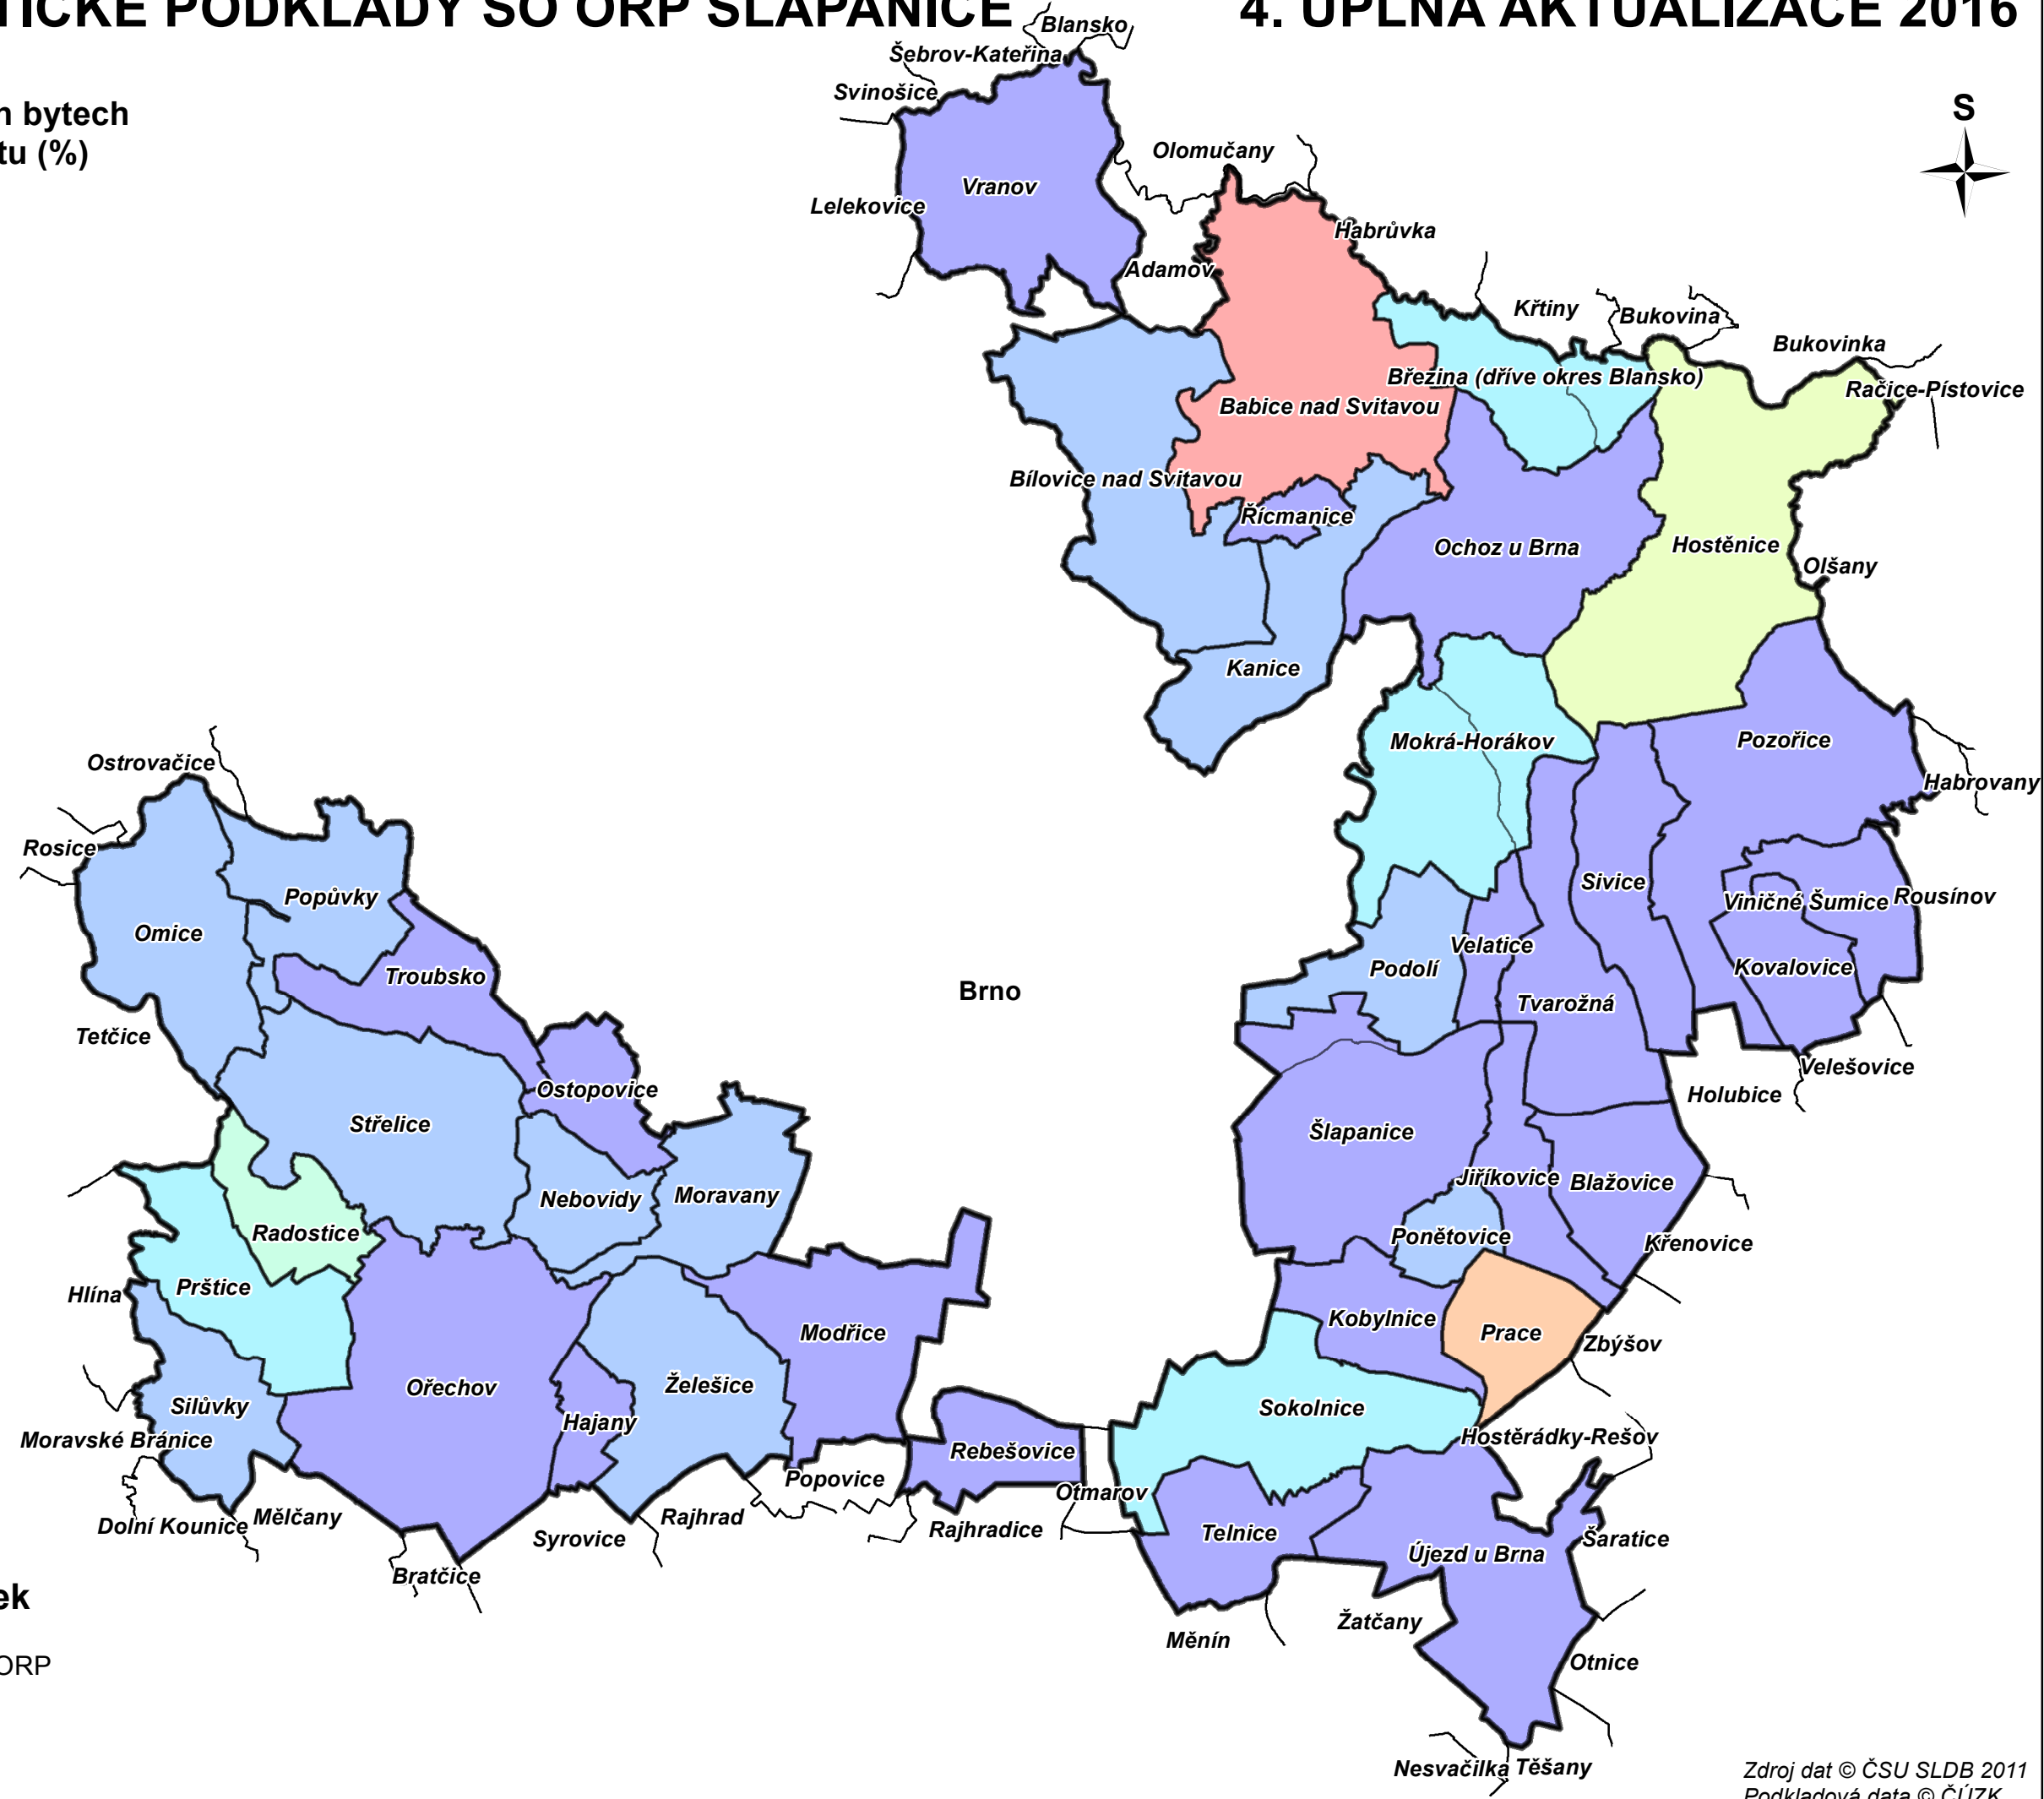 TICKÉ PODKLADY SO ORP ŠLAPANICE
4. ÚPLNÁ AKTUALIZACE 2016
bytech
(%)
S
Blansko
Šebrov-Kateřina
Svinošice
Olomučany
Vranov
Lelekovice
Habrůvka
Adamov
Křtiny
Bukovina
Bukovinka
Březina (dříve okres Blansko)
Račice-Pístovice
Babice nad Svitavou
Bílovice nad Svitavou
Řícmanice
Ochoz u Brna
Hostěnice
Olšany
Kanice
Mokrá-Horákov
Pozořice
Ostrovačice
Habrovany
Rosice
Sivice
Popůvky
Viničné Šumice
Rousínov
Omice
Velatice
Troubsko
Podolí
Kovalovice
Brno
Tvarožná
Tetčice
Velešovice
Ostopovice
Holubice
Střelice
Šlapanice
Jiříkovice
Blažovice
Nebovidy
Moravany
Radostice
Ponětovice
Křenovice
Prštice
Hlína
Kobylnice
Modřice
Prace
Zbýšov
Ořechov
Želešice
Silůvky
Sokolnice
Hajany
Moravské Bránice
Hostěrádky-Rešov
Rebešovice
Popovice
Otmarov
Dolní Kounice
Mělčany
Rajhrad
Rajhradice
Syrovice
Telnice
Šaratice
Újezd u Brna
Bratčice
Žatčany
Měnín
ORP
Otnice
Nesvačilka
Těšany
Zdroj dat © ČSU SLDB 2011
Podkladová data © ČÚZK